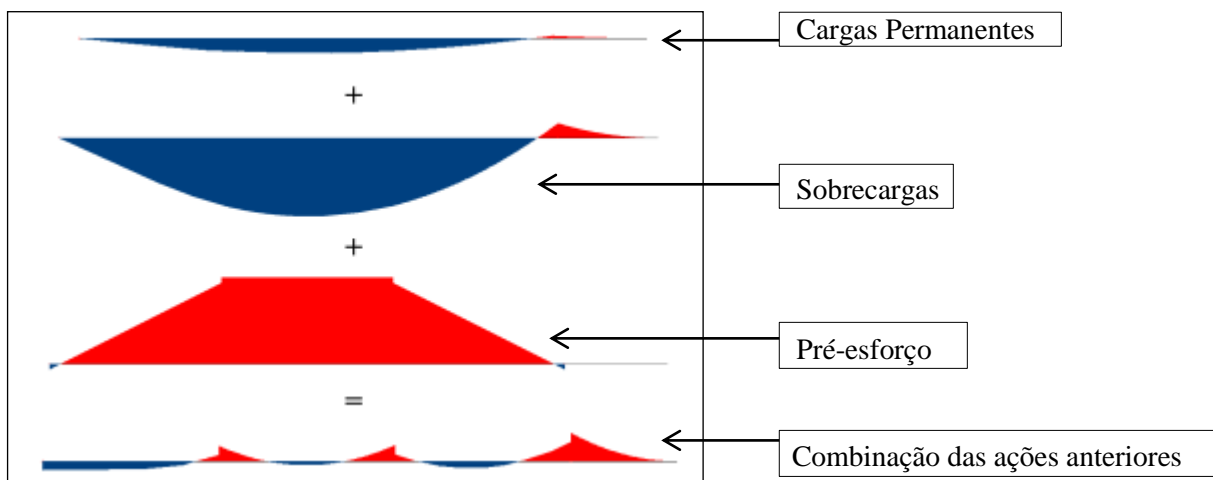 Cargas Permanentes
+
Sobrecargas
+
Pré-esforço
=
Combinação das ações anteriores